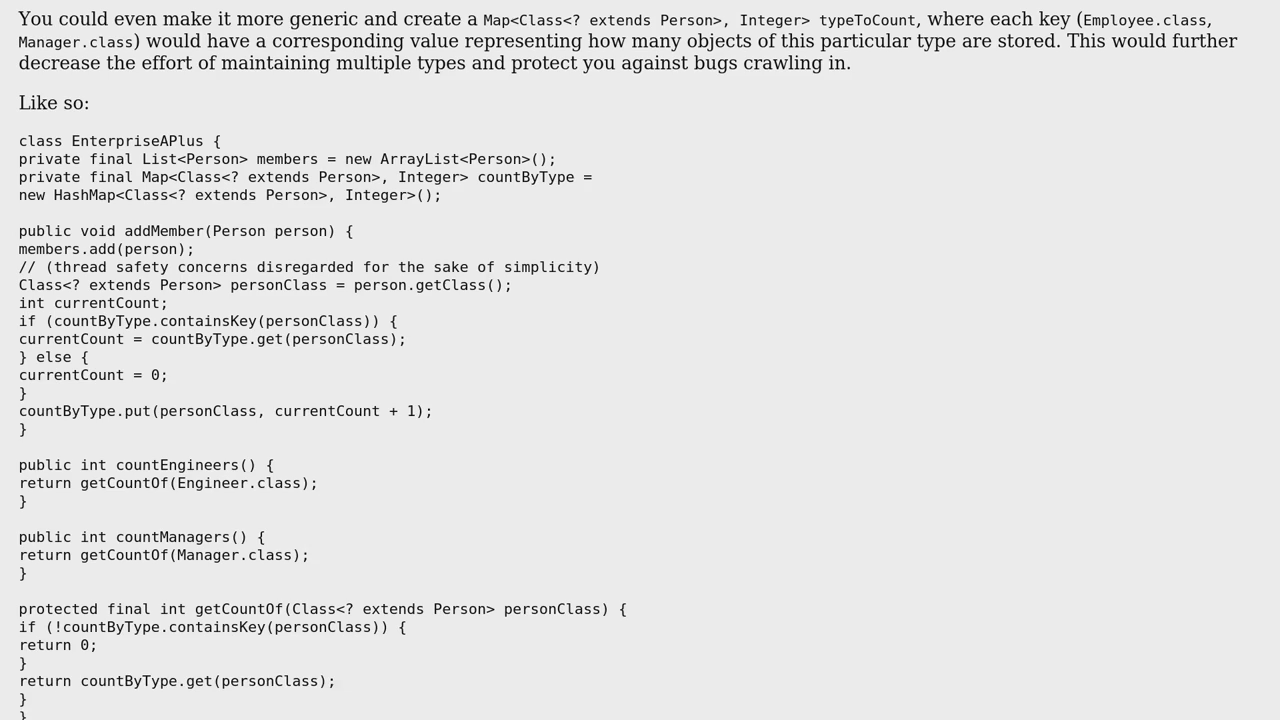 You could even make it more generic and create a Map<Class<? extends Person>, Integer> typeToCount, where each key (Employee.class,
Manager.class) would have a corresponding value representing how many objects of this particular type are stored. This would further
decrease the effort of maintaining multiple types and protect you against bugs crawling in.
Like so:
class EnterpriseAPlus {
private final List<Person> members = new ArrayList<Person>();
private final Map<Class<? extends Person>, Integer> countByType =
new HashMap<Class<? extends Person>, Integer>();
public void addMember(Person person) {
members.add(person);
// (thread safety concerns disregarded for the sake of simplicity)
Class<? extends Person> personClass = person.getClass();
int currentCount;
if (countByType.containsKey(personClass)) {
currentCount = countByType.get(personClass);
} else {
currentCount = 0;
}
countByType.put(personClass, currentCount + 1);
}
public int countEngineers() {
return getCountOf(Engineer.class);
}
public int countManagers() {
return getCountOf(Manager.class);
}
protected final int getCountOf(Class<? extends Person> personClass) {
if (!countByType.containsKey(personClass)) {
return 0;
}
return countByType.get(personClass);
}
}